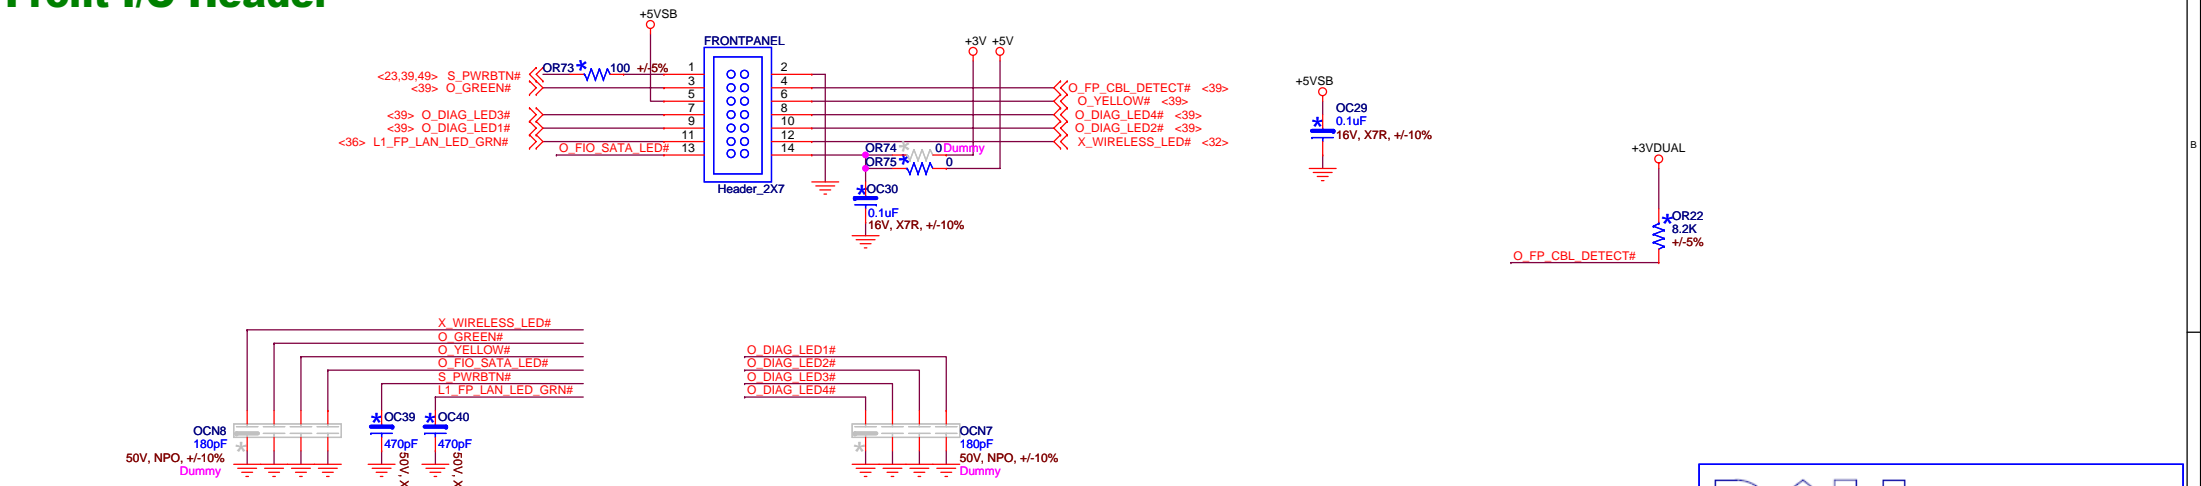 Front I/O Header
+5VSB
FRONTPANEL
+3V +5V
OR73 * 100 +/-5%
<23,39,49> S_PWRBTN# 1 2
<39> O_GREEN# 3 4 O_FP_CBL_DETECT# <39>
5 6 O_YELLOW# <39>
<39> O_DIAG_LED3# 7 8 O_DIAG_LED4# <39>
<39> O_DIAG_LED1# 9 10 O_DIAG_LED2# <39>
<36> L1_FP_LAN_LED_GRN# 11 12 X_WIRELESS_LED# <32>
O_FIO_SATA_LED# 13 14
OR74 * 0 Dummy
OR75 * 0
Header_2X7
* OC30
0.1uF
16V, X7R, +/-10%
+5VSB
OC29
* 0.1uF
16V, X7R, +/-10%
+3VDUAL
* OR22
8.2K
+/-5%
O_FP_CBL_DETECT#
B
X_WIRELESS_LED#
O_GREEN#
O_YELLOW#
O_FIO_SATA_LED#
S_PWRBTN#
L1_FP_LAN_LED_GRN#
OCN8
180pF
*
50V, NPO, +/-10%
Dummy
* OC39
470pF
50V, X
* OC40
470pF
50V, X
O_DIAG_LED1#
O_DIAG_LED2#
O_DIAG_LED3#
O_DIAG_LED4#
OCN7
180pF
*
50V, NPO, +/-10%
Dummy